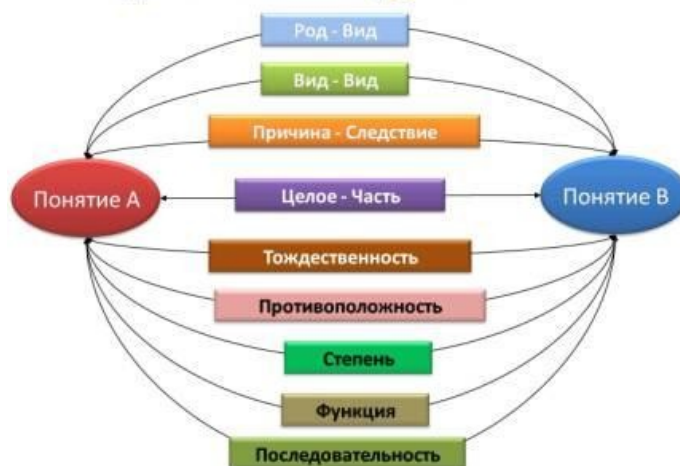 Род - Вид
Вид - Вид
Причина - Следствие
Понятие А
Целое - Часть
Понятие В
Тождественность
Противоположность
Степень
Функция
Последовательность